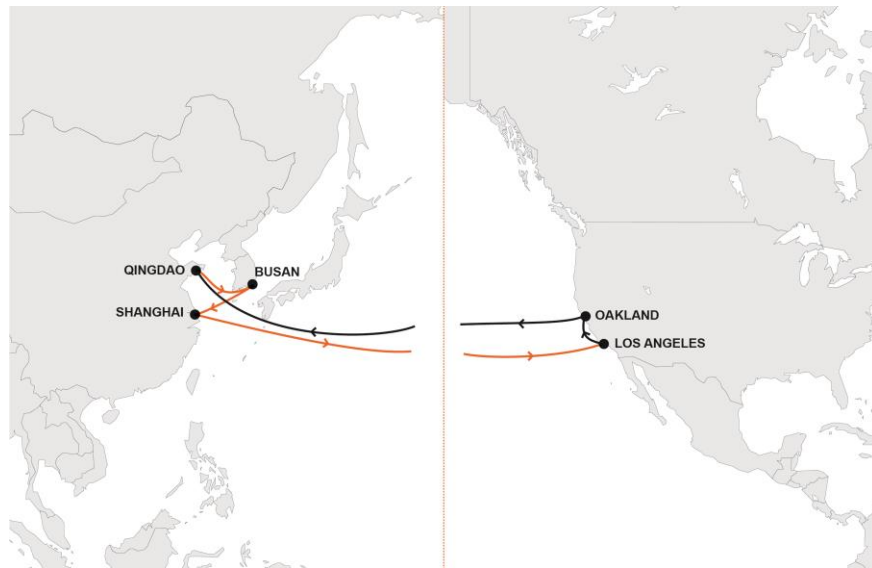 QINGDAO
BUSAN
SHANGHAI
OAKLAND
LOS ANGELES